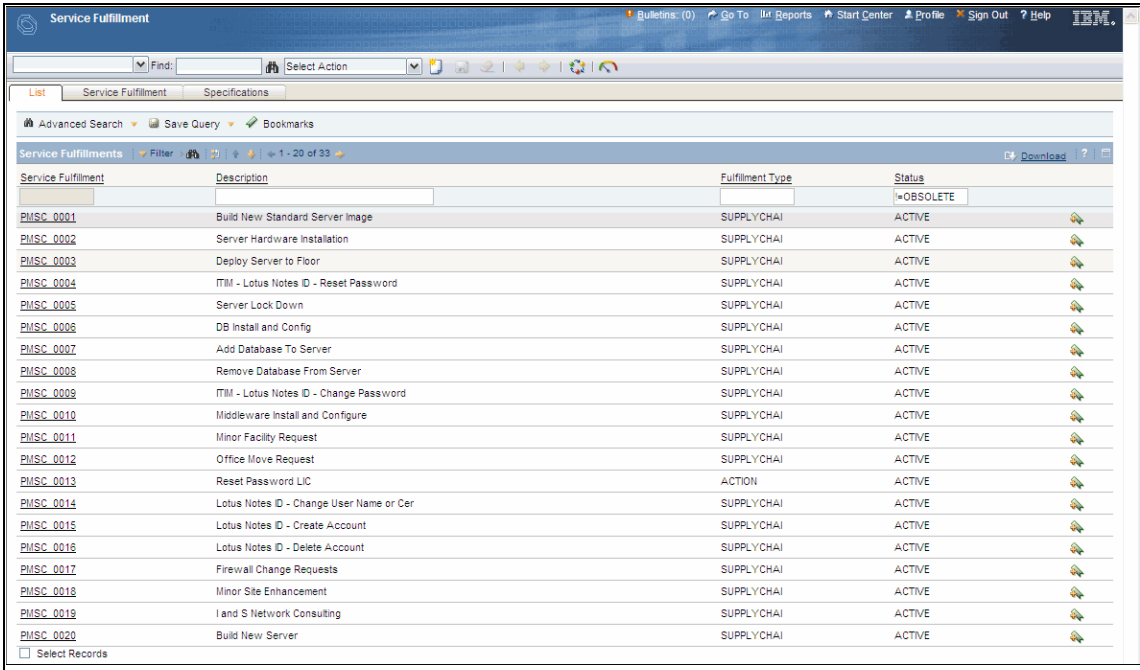 Service Fulfillment
Bulletins: (0) Go To Reports Start Center Profile Sign Out ? Help IBM.
Find: Select Action
List Service Fulfillment Specifications
Advanced Search Save Query Bookmarks
Service Fulfillments Filter 1 - 20 of 33 Download ?
Service Fulfillment Description Fulfillment Type Status
!=OBSOLETE
PMSC_0001 Build New Standard Server Image SUPPLYCHAI ACTIVE
PMSC_0002 Server Hardware Installation SUPPLYCHAI ACTIVE
PMSC_0003 Deploy Server to Floor SUPPLYCHAI ACTIVE
PMSC_0004 ITIM - Lotus Notes ID - Reset Password SUPPLYCHAI ACTIVE
PMSC_0005 Server Lock Down SUPPLYCHAI ACTIVE
PMSC_0006 DB Install and Config SUPPLYCHAI ACTIVE
PMSC_0007 Add Database To Server SUPPLYCHAI ACTIVE
PMSC_0008 Remove Database From Server SUPPLYCHAI ACTIVE
PMSC_0009 ITIM - Lotus Notes ID - Change Password SUPPLYCHAI ACTIVE
PMSC_0010 Middleware Install and Configure SUPPLYCHAI ACTIVE
PMSC_0011 Minor Facility Request SUPPLYCHAI ACTIVE
PMSC_0012 Office Move Request SUPPLYCHAI ACTIVE
PMSC_0013 Reset Password LIC ACTION ACTIVE
PMSC_0014 Lotus Notes ID - Change User Name or Cer SUPPLYCHAI ACTIVE
PMSC_0015 Lotus Notes ID - Create Account SUPPLYCHAI ACTIVE
PMSC_0016 Lotus Notes ID - Delete Account SUPPLYCHAI ACTIVE
PMSC_0017 Firewall Change Requests SUPPLYCHAI ACTIVE
PMSC_0018 Minor Site Enhancement SUPPLYCHAI ACTIVE
PMSC_0019 I and S Network Consulting SUPPLYCHAI ACTIVE
PMSC_0020 Build New Server SUPPLYCHAI ACTIVE
Select Records